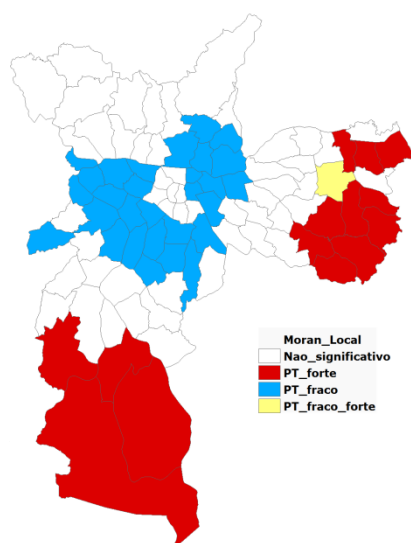 Moran_Local
Nao_significativo
PT_forte
PT_fraco
PT_fraco_forte